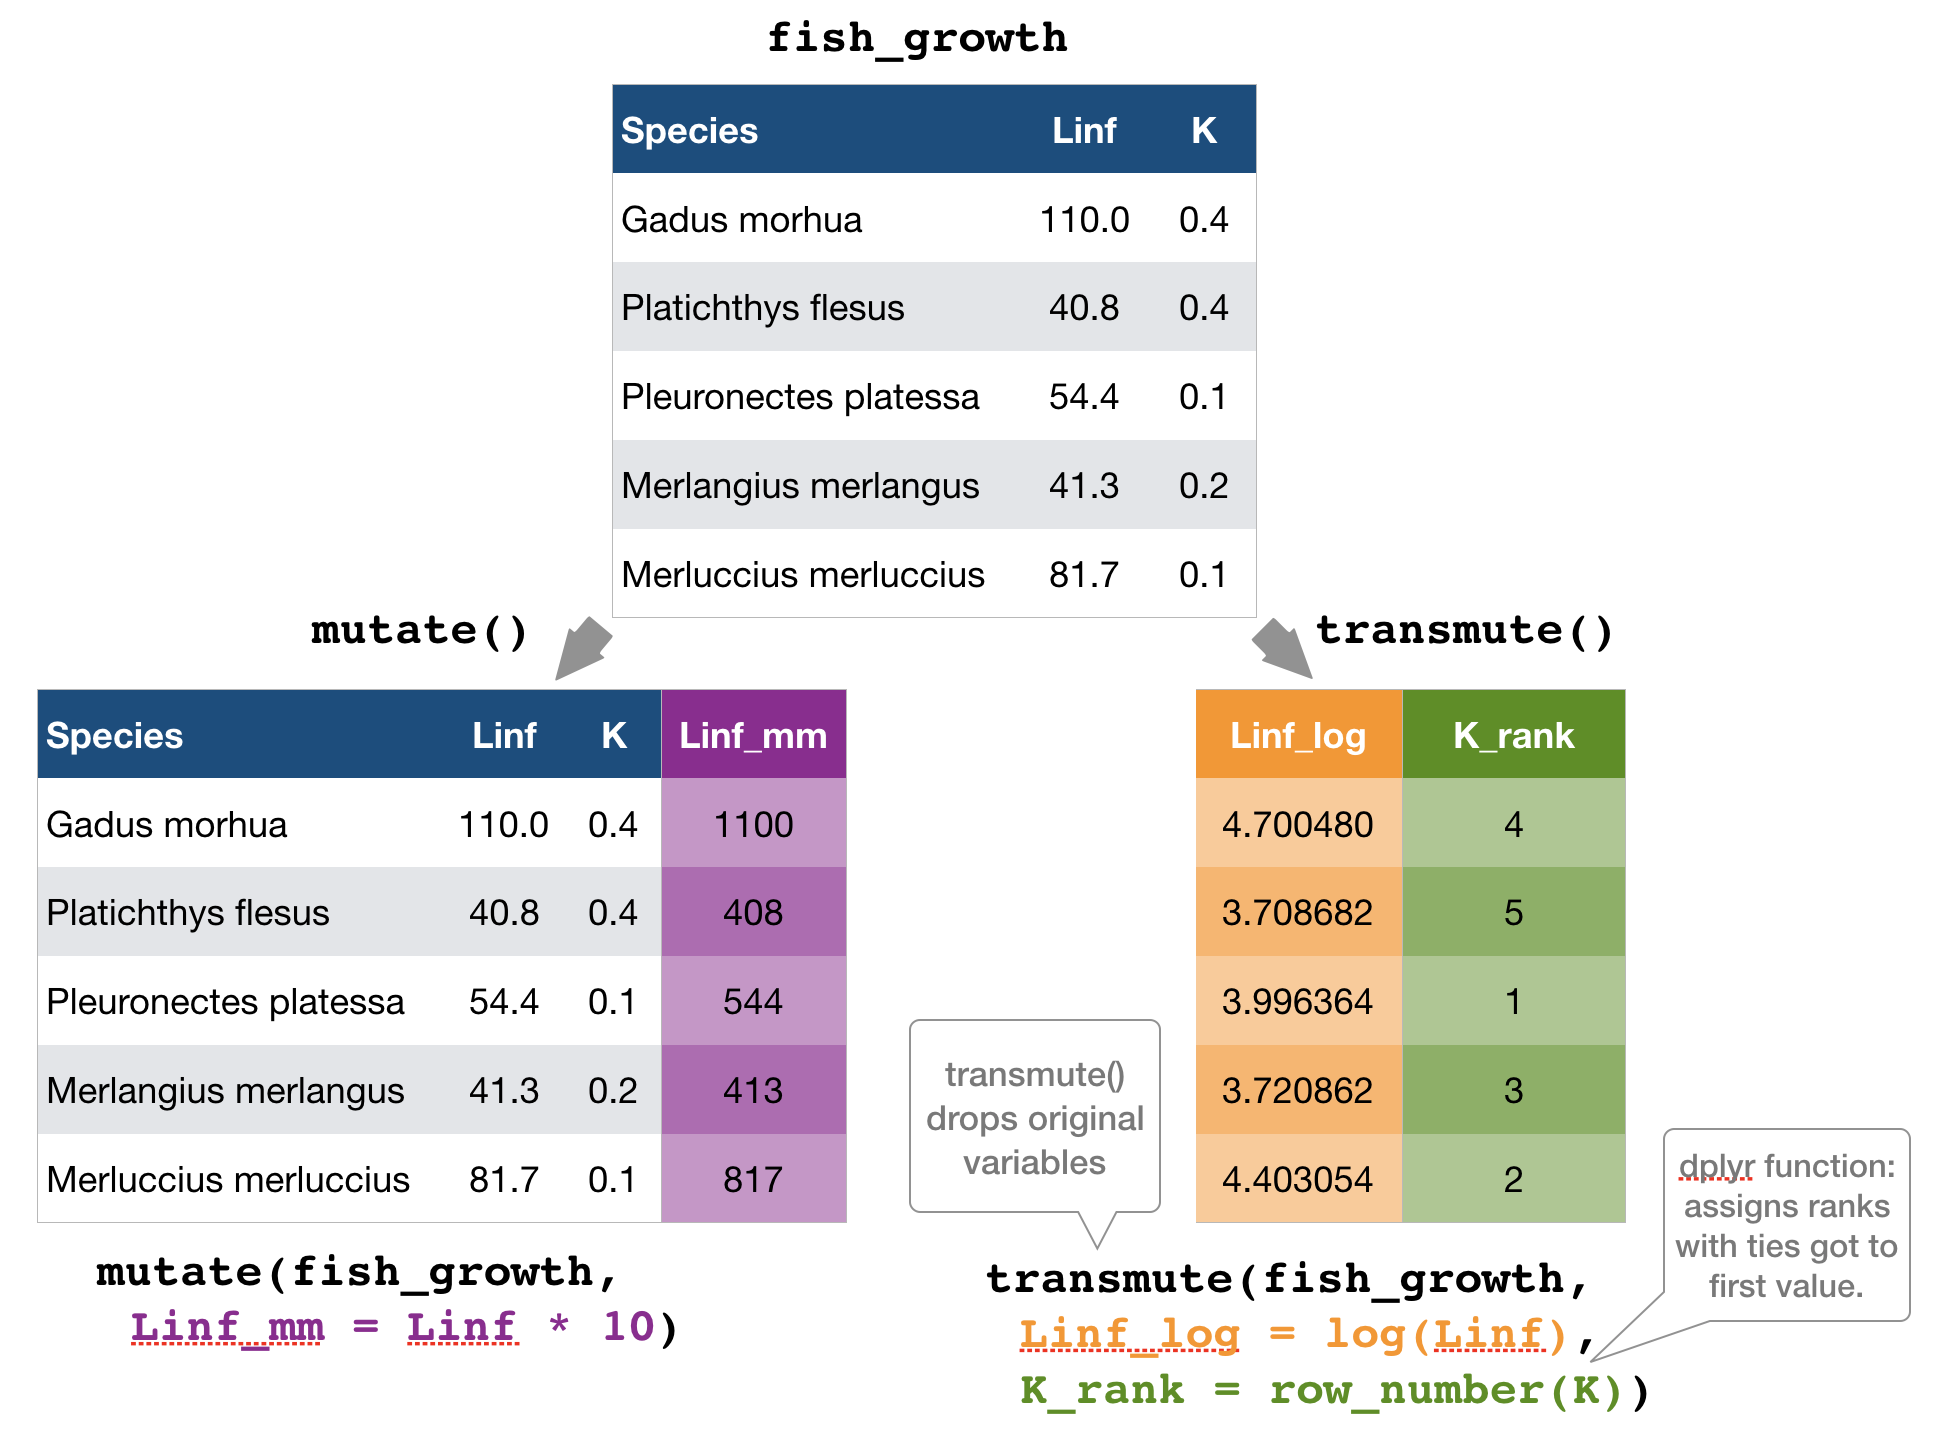 fish_growth
Species Linf K
Gadus morhua 110.0 0.4
Platichthys flesus 40.8 0.4
Pleuronectes platessa 54.4 0.1
Merlangius merlangus 41.3 0.2
Merluccius merluccius 81.7 0.1
mutate()
transmute()
Species Linf K Linf_mm
Gadus morhua 110.0 0.4 1100
Platichthys flesus 40.8 0.4 408
Pleuronectes platessa 54.4 0.1 544
Merlangius merlangus 41.3 0.2 413
Merluccius merluccius 81.7 0.1 817
mutate(fish_growth,
Linf_mm = Linf * 10)
Linf_log K_rank
4.700480 4
3.708682 5
3.996364 1
3.720862 3
4.403054 2
transmute()
drops original
variables
dplyr function:
assigns ranks
with ties got to
first value.
transmute(fish_growth,
Linf_log = log(Linf),
K_rank = row_number(K))